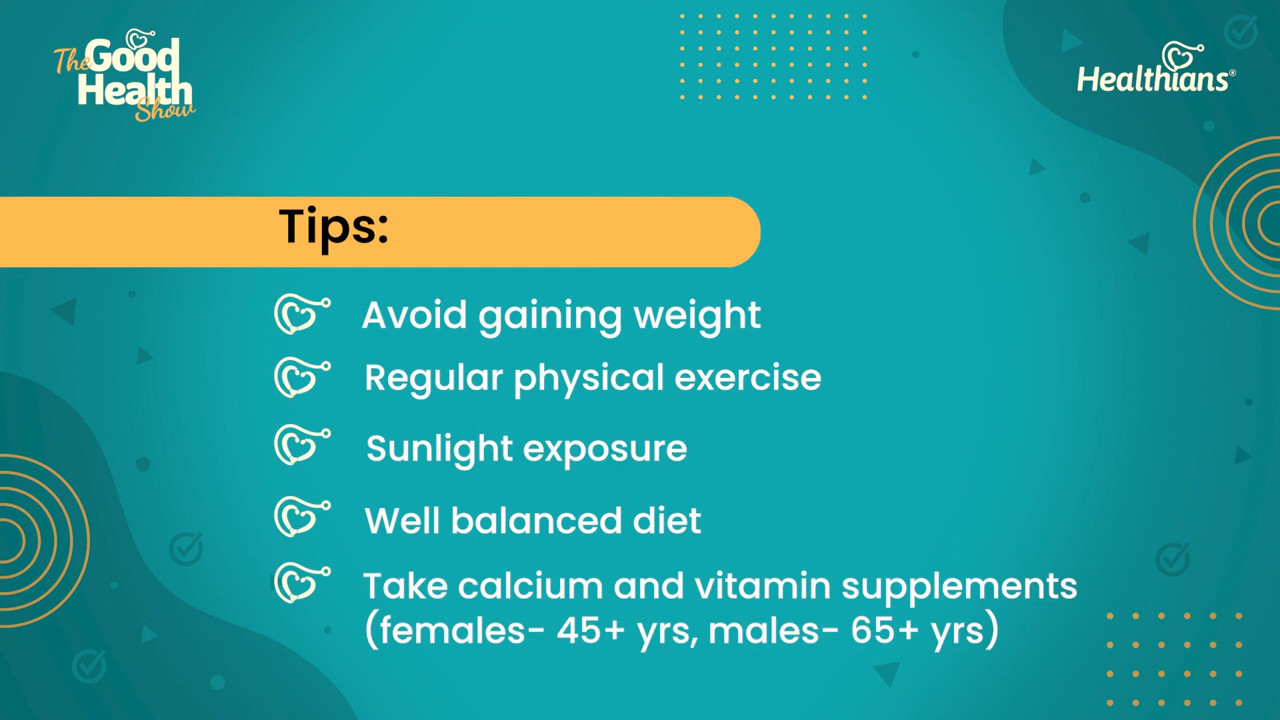 The Good
Health
Show
Healthians®
Tips:
Avoid gaining weight
Regular physical exercise
Sunlight exposure
Well balanced diet
Take calcium and vitamin supplements
(females- 45+ yrs, males- 65+ yrs)